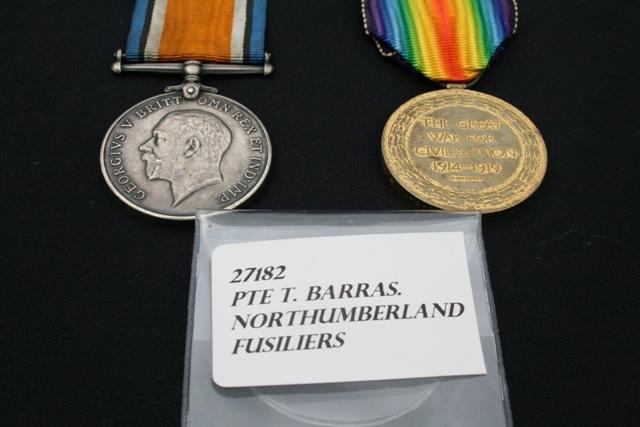 GEORGIVS V BRITT: OMN: REX ET IND: IMP:
THE GREAT
WAR FOR
CIVILISATION
1914-1919
27182
PTE T. BARRAS.
NORTHUMBERLAND
FUSILIERS